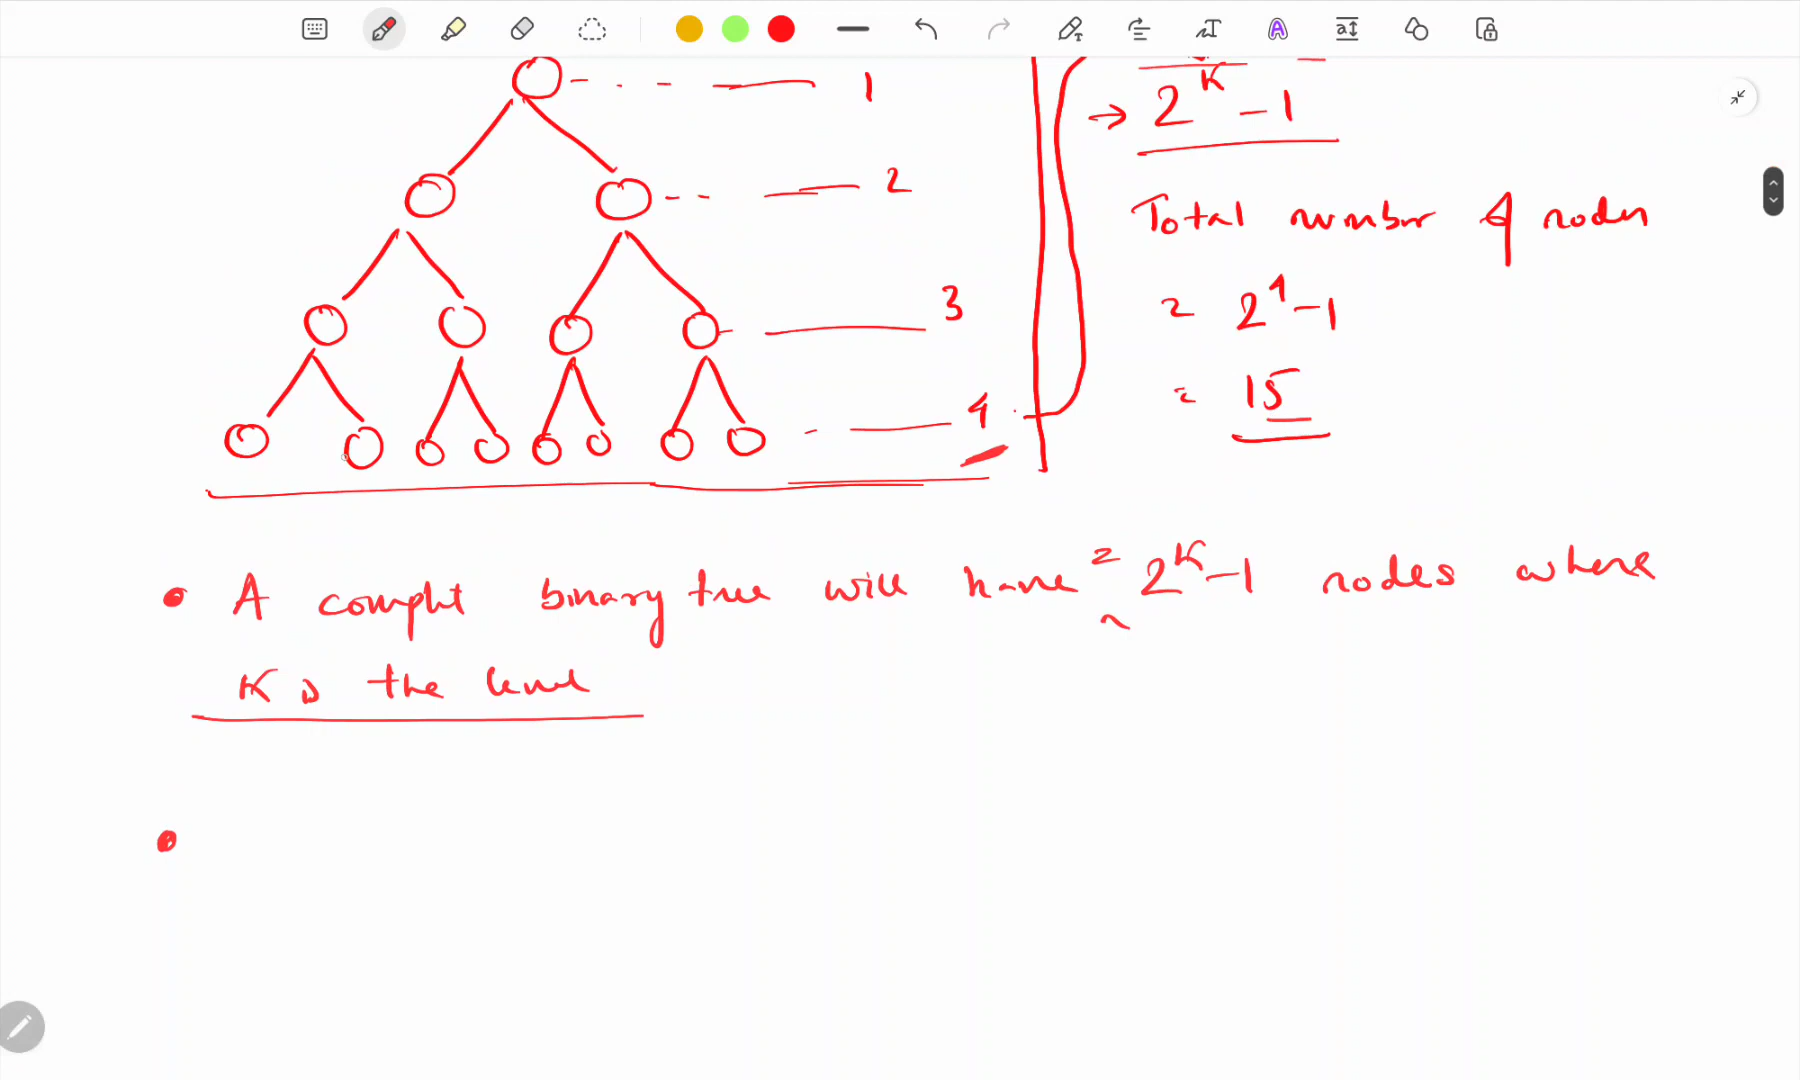 1
2
3
4
2^K - 1
Total number of nodes
= 2^4 - 1
= 15
A complt binary tree will have = 2^K - 1 nodes where
K is the level